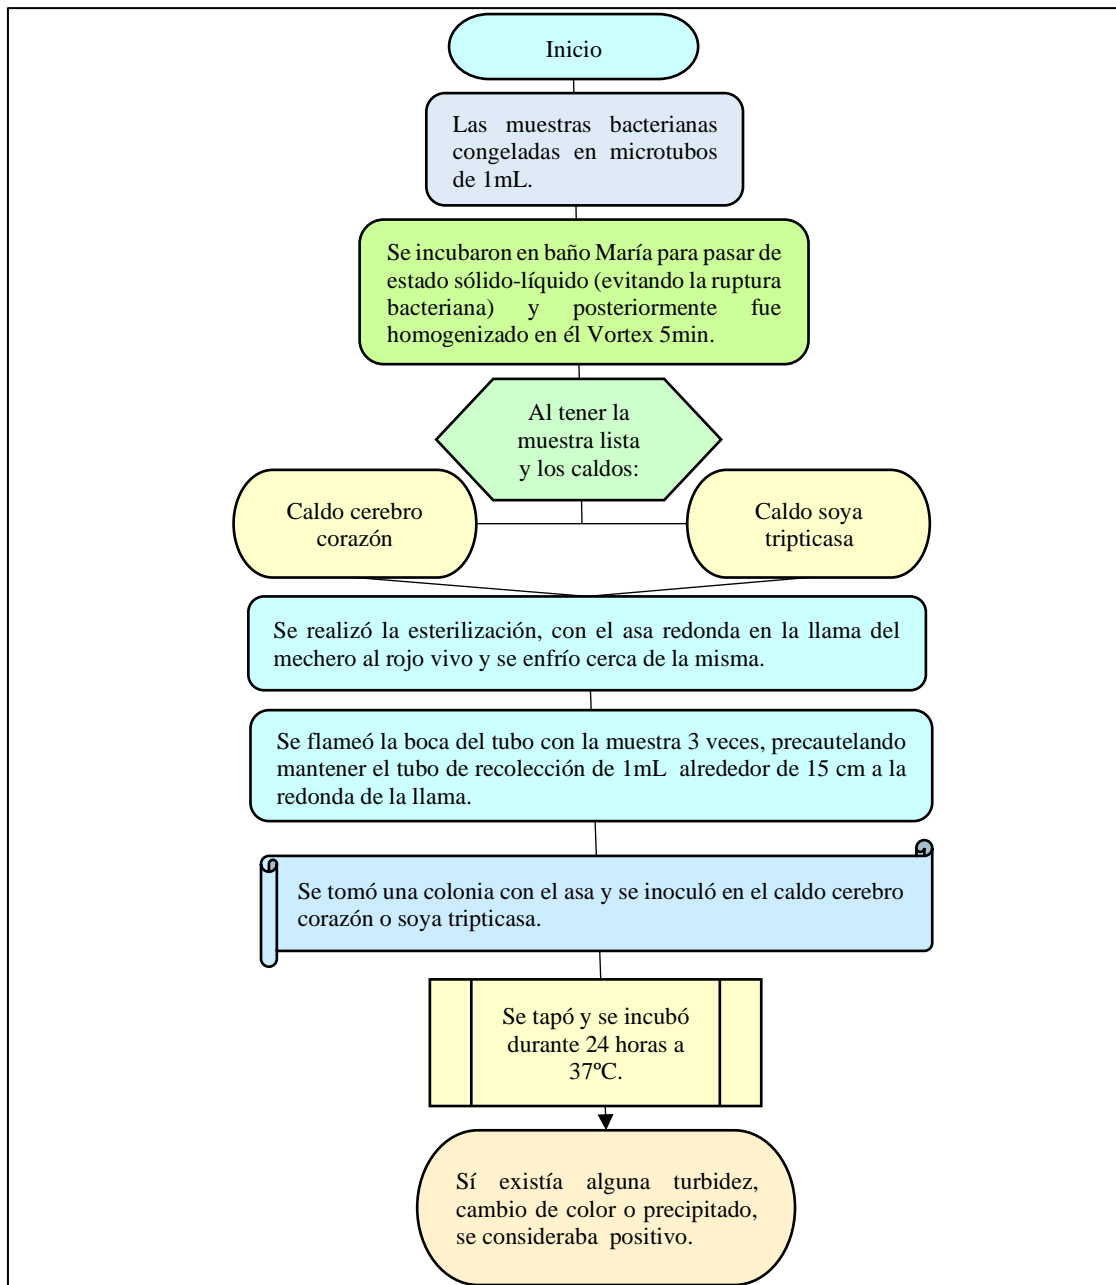 Inicio
Las muestras bacterianas
congeladas en microtubos
de 1mL.
Se incubaron en baño María para pasar de
estado sólido-líquido (evitando la ruptura
bacteriana) y posteriormente fue
homogenizado en él Vortex 5min.
Al tener la
muestra lista
y los caldos:
Caldo cerebro
corazón
Caldo soya
tripticasa
Se realizó la esterilización, con el asa redonda en la llama del
mechero al rojo vivo y se enfrío cerca de la misma.
Se flameó la boca del tubo con la muestra 3 veces, precautelando
mantener el tubo de recolección de 1mL alrededor de 15 cm a la
redonda de la llama.
Se tomó una colonia con el asa y se inoculó en el caldo cerebro
corazón o soya tripticasa.
Se tapó y se incubó
durante 24 horas a
37ºC.
Sí existía alguna turbidez,
cambio de color o precipitado,
se consideraba positivo.